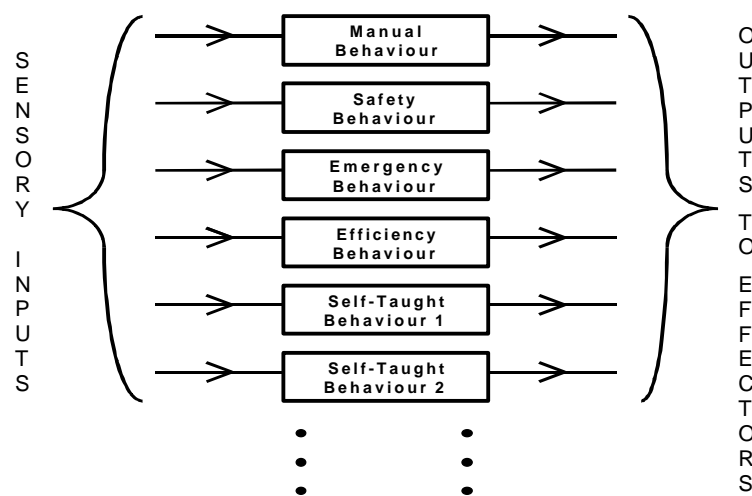 SENSORY INPUTS
Manual
Behaviour
Safety
Behaviour
Emergency
Behaviour
Efficiency
Behaviour
Self-Taught
Behaviour 1
Self-Taught
Behaviour 2
OUTPUTS TO EFFECTORS